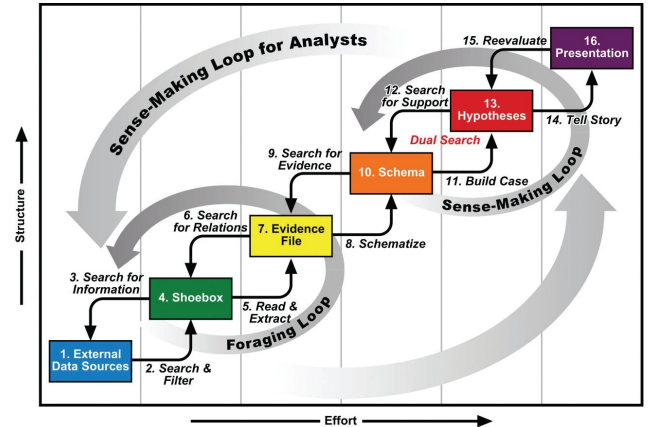 15. Reevaluate
16.
Presentation
Sense-Making Loop for Analysts
12. Search
for Support
13.
Hypotheses
14. Tell Story
Dual Search
9. Search for
Evidence
10. Schema
11. Build Case
Sense-Making Loop
6. Search
for Relations
7. Evidence
File
8. Schematize
3. Search for
Information
4. Shoebox
5. Read &
Extract
Foraging Loop
1. External
Data Sources
2. Search &
Filter
Structure
Effort